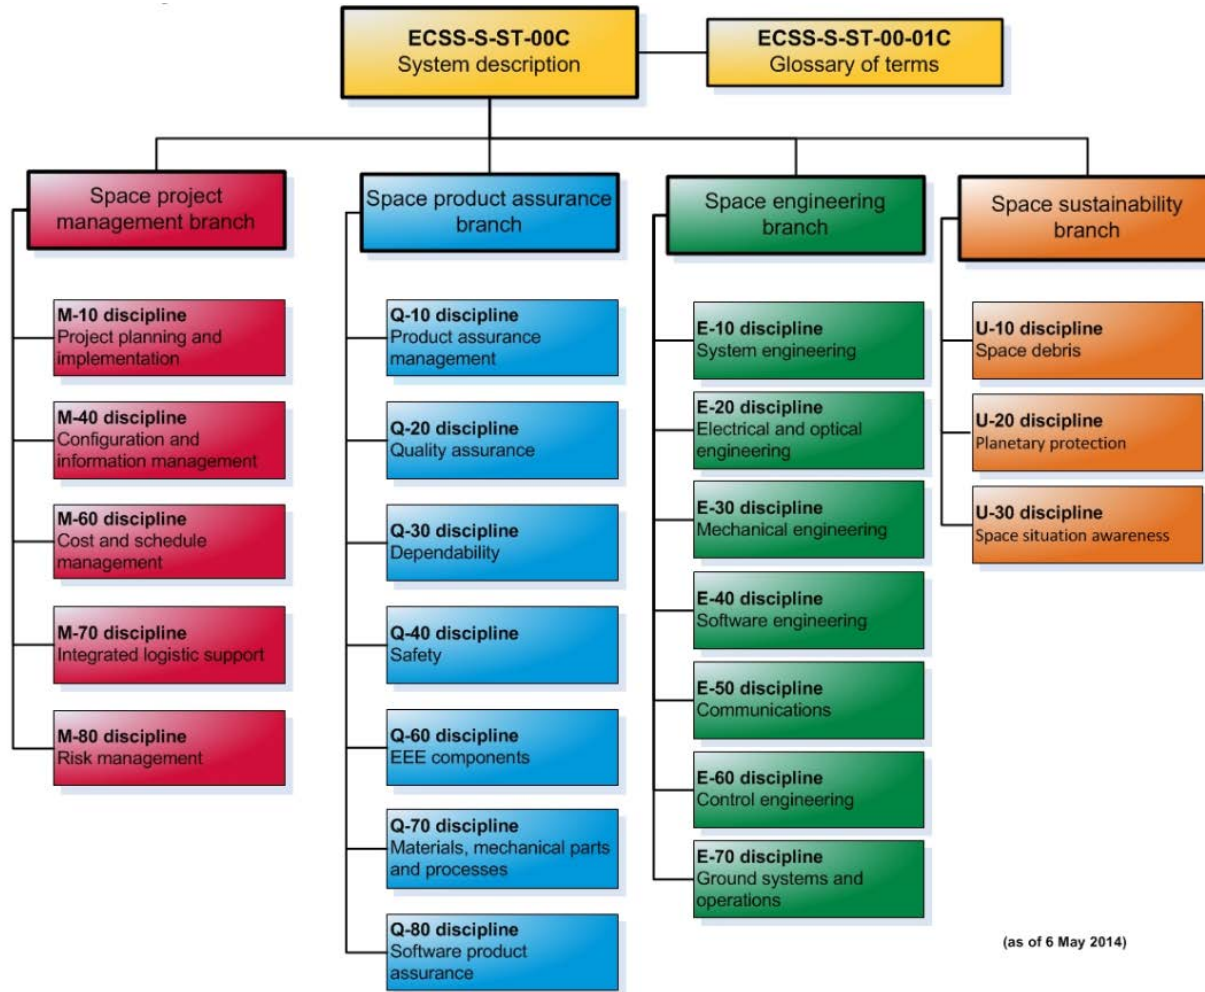 ECSS-S-ST-00C
System description
ECSS-S-ST-00-01C
Glossary of terms
Space project
management branch
M-10 discipline
Project planning and
implementation
M-40 discipline
Configuration and
information management
M-60 discipline
Cost and schedule
management
M-70 discipline
Integrated logistic support
M-80 discipline
Risk management
Space product assurance
branch
Q-10 discipline
Product assurance
management
Q-20 discipline
Quality assurance
Q-30 discipline
Dependability
Q-40 discipline
Safety
Q-60 discipline
EEE components
Q-70 discipline
Materials, mechanical parts
and processes
Q-80 discipline
Software product
assurance
Space engineering
branch
E-10 discipline
System engineering
E-20 discipline
Electrical and optical
engineering
E-30 discipline
Mechanical engineering
E-40 discipline
Software engineering
E-50 discipline
Communications
E-60 discipline
Control engineering
E-70 discipline
Ground systems and
operations
Space sustainability
branch
U-10 discipline
Space debris
U-20 discipline
Planetary protection
U-30 discipline
Space situation awareness
(as of 6 May 2014)